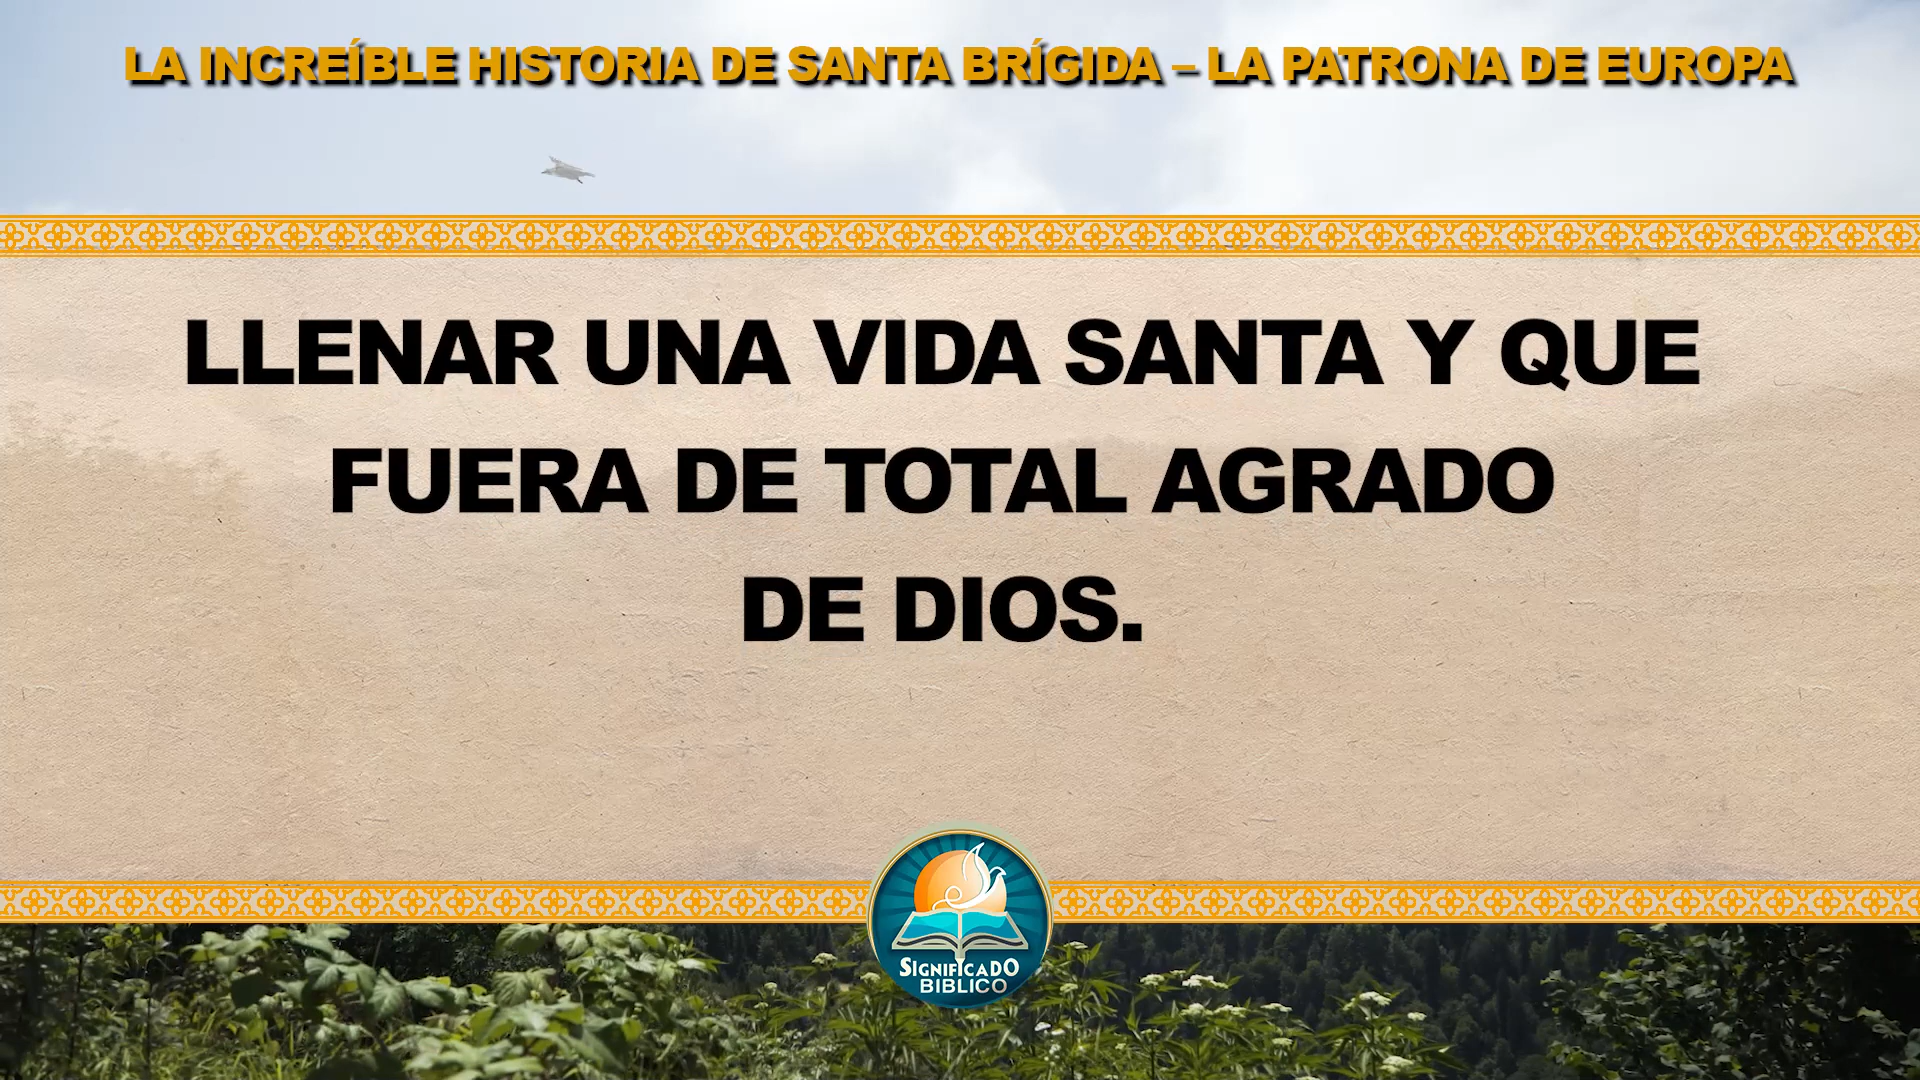 LA INCREÍBLE HISTORIA DE SANTA BRÍGIDA – LA PATRONA DE EUROPA
LLENAR UNA VIDA SANTA Y QUE
FUERA DE TOTAL AGRADO
DE DIOS.
SIGNIFICADO
BIBLICO